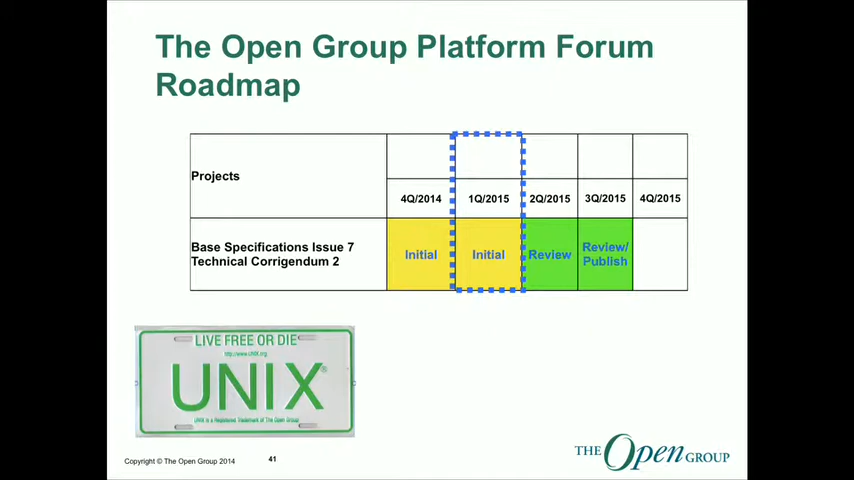 The Open Group Platform Forum
Roadmap
Projects
4Q/2014 1Q/2015 2Q/2015 3Q/2015 4Q/2015
Base Specifications Issue 7
Technical Corrigendum 2
Initial Initial Review Review/
Publish
LIVE FREE OR DIE
http://www.UNIX.org
UNIX®
UNIX is a Registered Trademark of The Open Group
Copyright © The Open Group 2014
41
THE Open GROUP